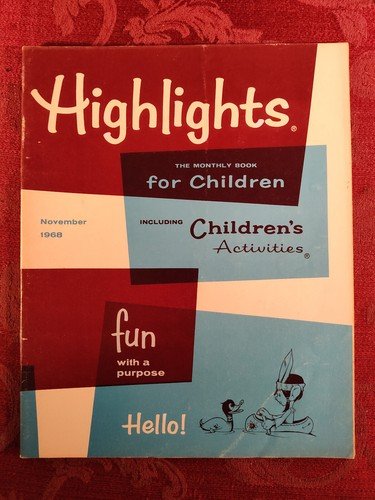 Highlights®
THE MONTHLY BOOK
for Children
November
1968
INCLUDING Children's
Activities®
fun
with a
purpose
Hello!